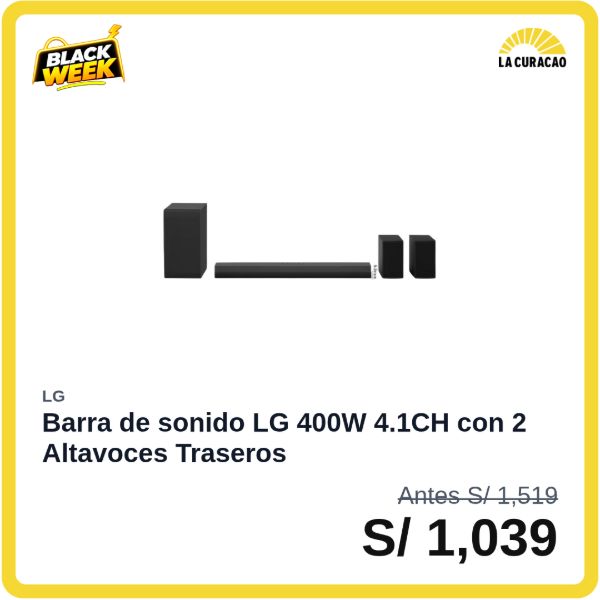 BLACK
WEEK
LA CURACAO
LG
Barra de sonido LG 400W 4.1CH con 2
Altavoces Traseros
Antes S/ 1,519
S/ 1,039